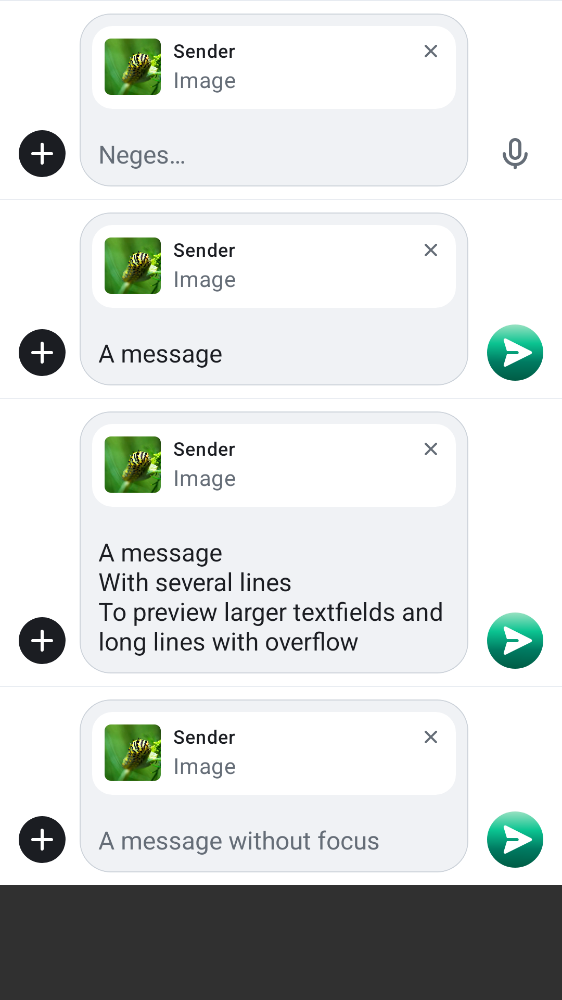 Sender
Image
Neges…
Sender
Image
A message
Sender
Image
A message
With several lines
To preview larger textfields and
long lines with overflow
Sender
Image
A message without focus